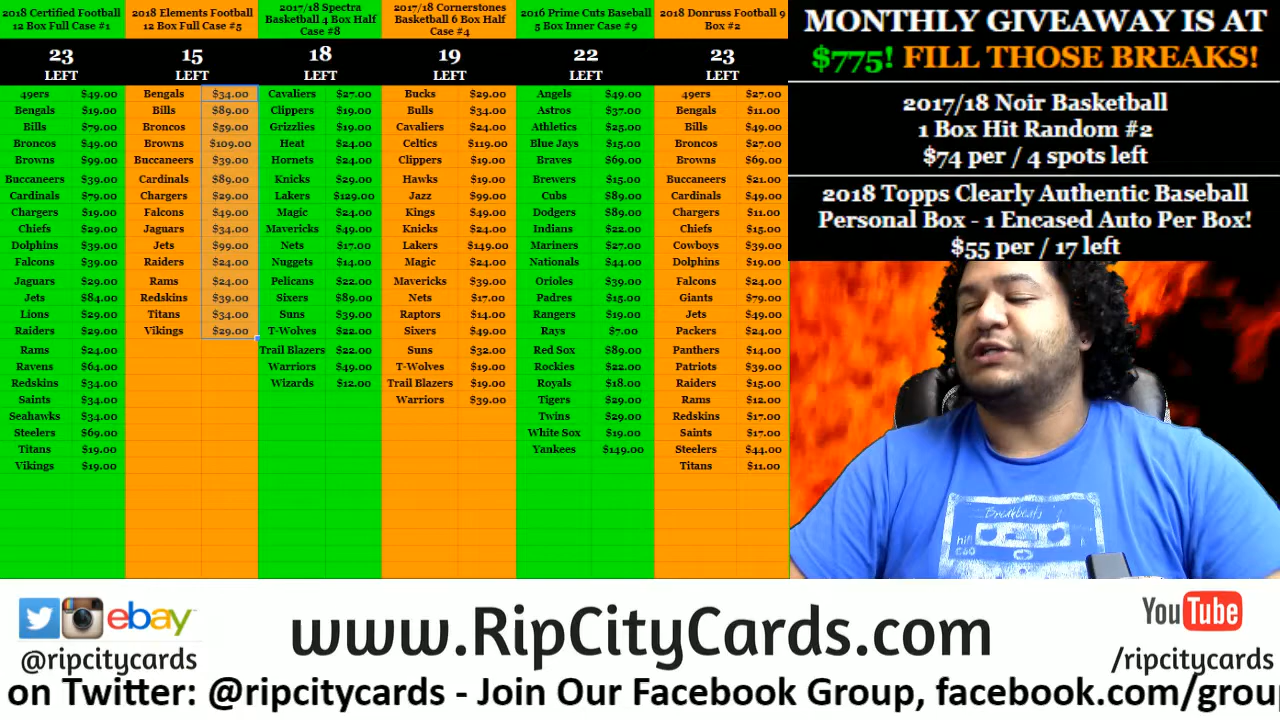 2018 Certified Football
12 Box Full Case #1
23
LEFT
49ers $49.00
Bengals $19.00
Bills $79.00
Broncos $49.00
Browns $99.00
Buccaneers $39.00
Cardinals $79.00
Chargers $19.00
Chiefs $29.00
Dolphins $39.00
Falcons $39.00
Jaguars $29.00
Jets $84.00
Lions $29.00
Raiders $29.00
Rams $24.00
Ravens $64.00
Redskins $34.00
Saints $34.00
Seahawks $34.00
Steelers $69.00
Titans $19.00
Vikings $19.00
2018 Elements Football
12 Box Full Case #5
15
LEFT
Bengals $34.00
Bills $89.00
Broncos $59.00
Browns $109.00
Buccaneers $39.00
Cardinals $89.00
Chargers $29.00
Falcons $49.00
Jaguars $34.00
Jets $99.00
Raiders $24.00
Rams $24.00
Redskins $39.00
Titans $34.00
Vikings $29.00
2017/18 Spectra
Basketball 4 Box Half
Case #8
18
LEFT
Cavaliers $27.00
Clippers $19.00
Grizzlies $19.00
Heat $24.00
Hornets $24.00
Knicks $29.00
Lakers $129.00
Magic $24.00
Mavericks $49.00
Nets $17.00
Nuggets $14.00
Pelicans $22.00
Sixers $89.00
Suns $39.00
T-Wolves $22.00
Trail Blazers $22.00
Warriors $49.00
Wizards $12.00
2017/18 Cornerstones
Basketball 6 Box Half
Case #4
19
LEFT
Bucks $29.00
Bulls $34.00
Cavaliers $24.00
Celtics $119.00
Clippers $19.00
Hawks $19.00
Jazz $99.00
Kings $49.00
Knicks $24.00
Lakers $149.00
Magic $24.00
Mavericks $39.00
Nets $17.00
Raptors $14.00
Sixers $49.00
Suns $32.00
T-Wolves $19.00
Trail Blazers $19.00
Warriors $39.00
2016 Prime Cuts Baseball
5 Box Inner Case #9
22
LEFT
Angels $49.00
Astros $37.00
Athletics $25.00
Blue Jays $15.00
Braves $69.00
Brewers $15.00
Cubs $89.00
Dodgers $89.00
Indians $22.00
Mariners $27.00
Nationals $44.00
Orioles $39.00
Padres $15.00
Rangers $19.00
Rays $7.00
Red Sox $89.00
Rockies $22.00
Royals $18.00
Tigers $29.00
Twins $29.00
White Sox $19.00
Yankees $149.00
2018 Donruss Football 9
Box #2
23
LEFT
49ers $27.00
Bengals $11.00
Bills $49.00
Broncos $27.00
Browns $69.00
Buccaneers $21.00
Cardinals $49.00
Chargers $11.00
Chiefs $15.00
Cowboys $39.00
Dolphins $19.00
Falcons $24.00
Giants $79.00
Jets $49.00
Packers $24.00
Panthers $14.00
Patriots $39.00
Raiders $15.00
Rams $12.00
Redskins $17.00
Saints $17.00
Steelers $44.00
Titans $11.00
MONTHLY GIVEAWAY IS AT
$775! FILL THOSE BREAKS!
2017/18 Noir Basketball
1 Box Hit Random #2
$74 per / 4 spots left
2018 Topps Clearly Authentic Baseball
Personal Box - 1 Encased Auto Per Box!
$55 per / 17 left
Breakbeats
hifi
C60
ebay
@ripcitycards
www.RipCityCards.com
YouTube
/ripcitycards
on Twitter: @ripcitycards - Join Our Facebook Group, facebook.com/grou